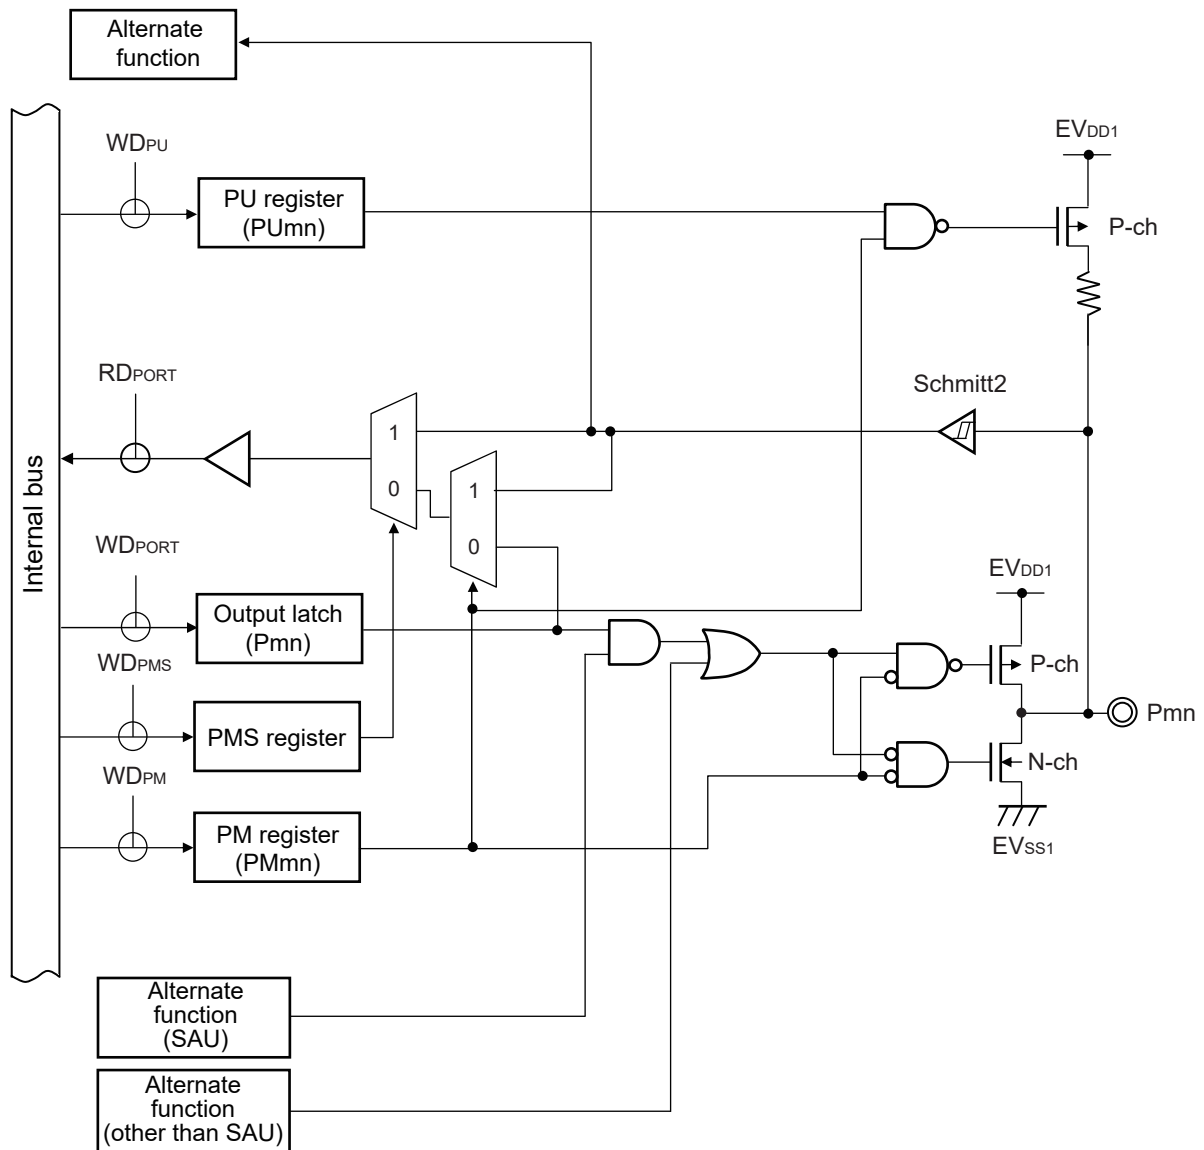 Alternate
function
EVDD1
WDPU
PU register
(PUmn)
P-ch
RDPORT
Schmitt2
1
0
1
0
Internal bus
WDPORT
EVDD1
Output latch
(Pmn)
WDPMS
P-ch
PMS register
Pmn
WDPM
N-ch
PM register
(PMmn)
EVSS1
Alternate
function
(SAU)
Alternate
function
(other than SAU)